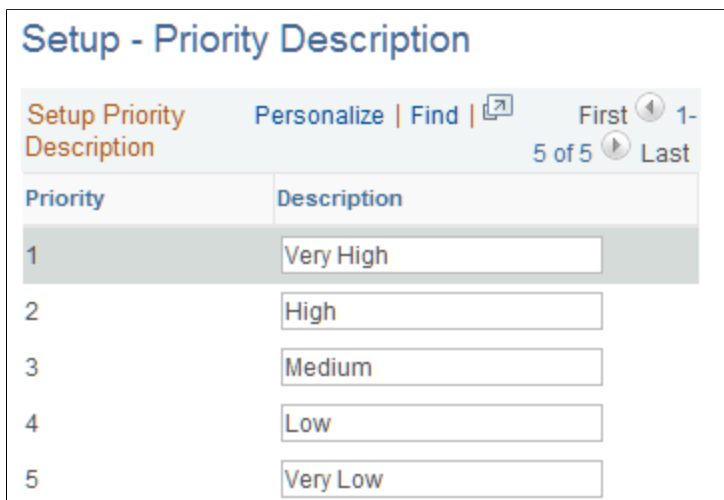 Setup - Priority Description
Setup Priority Description Personalize | Find | First 1-5 of 5 Last
Priority Description
1 Very High
2 High
3 Medium
4 Low
5 Very Low